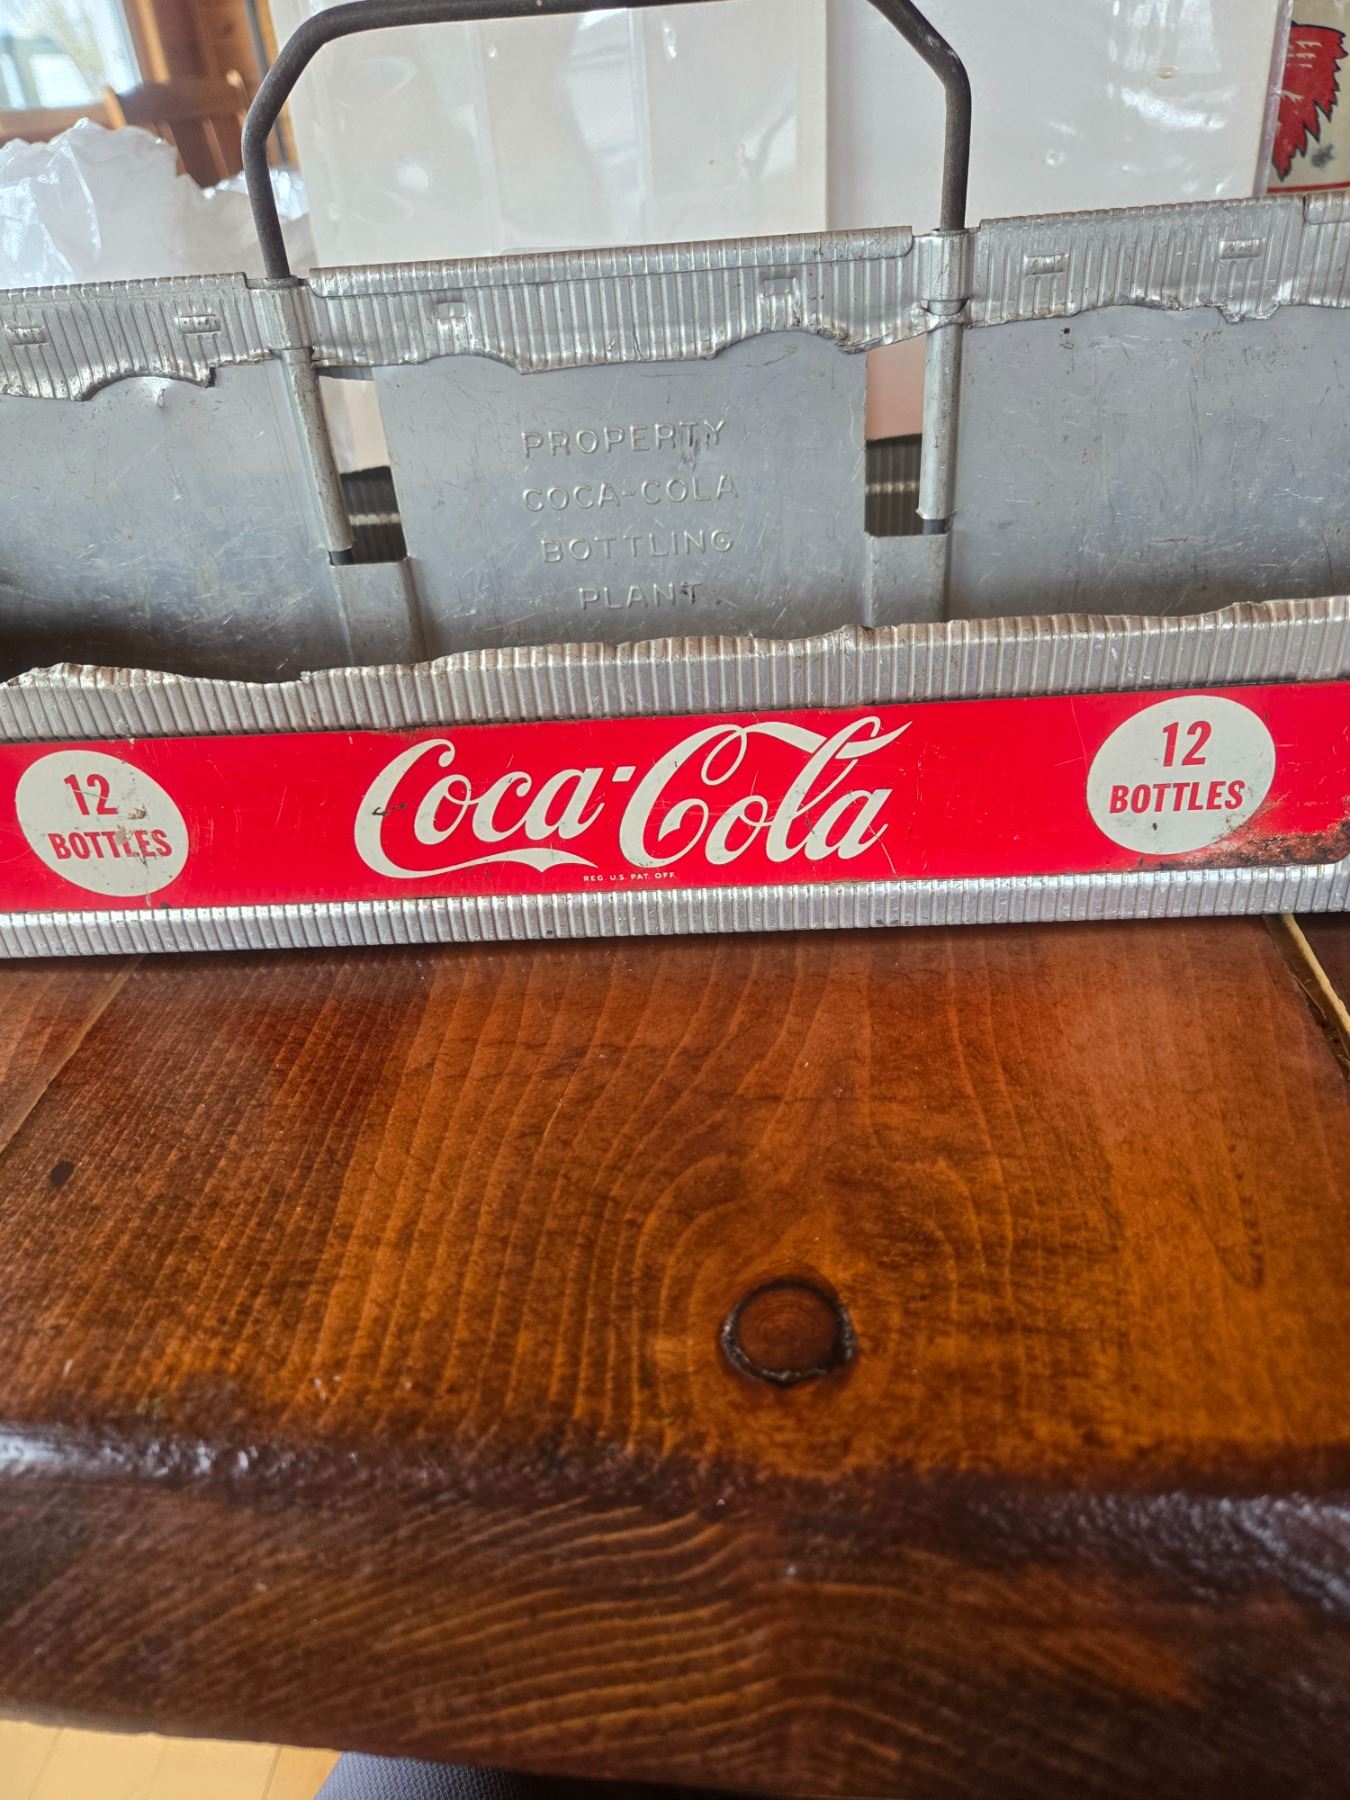 PROPERTY
COCA-COLA
BOTTLING
PLANT
12
BOTTLES
Coca-Cola
REG. U.S. PAT. OFF.
12
BOTTLES